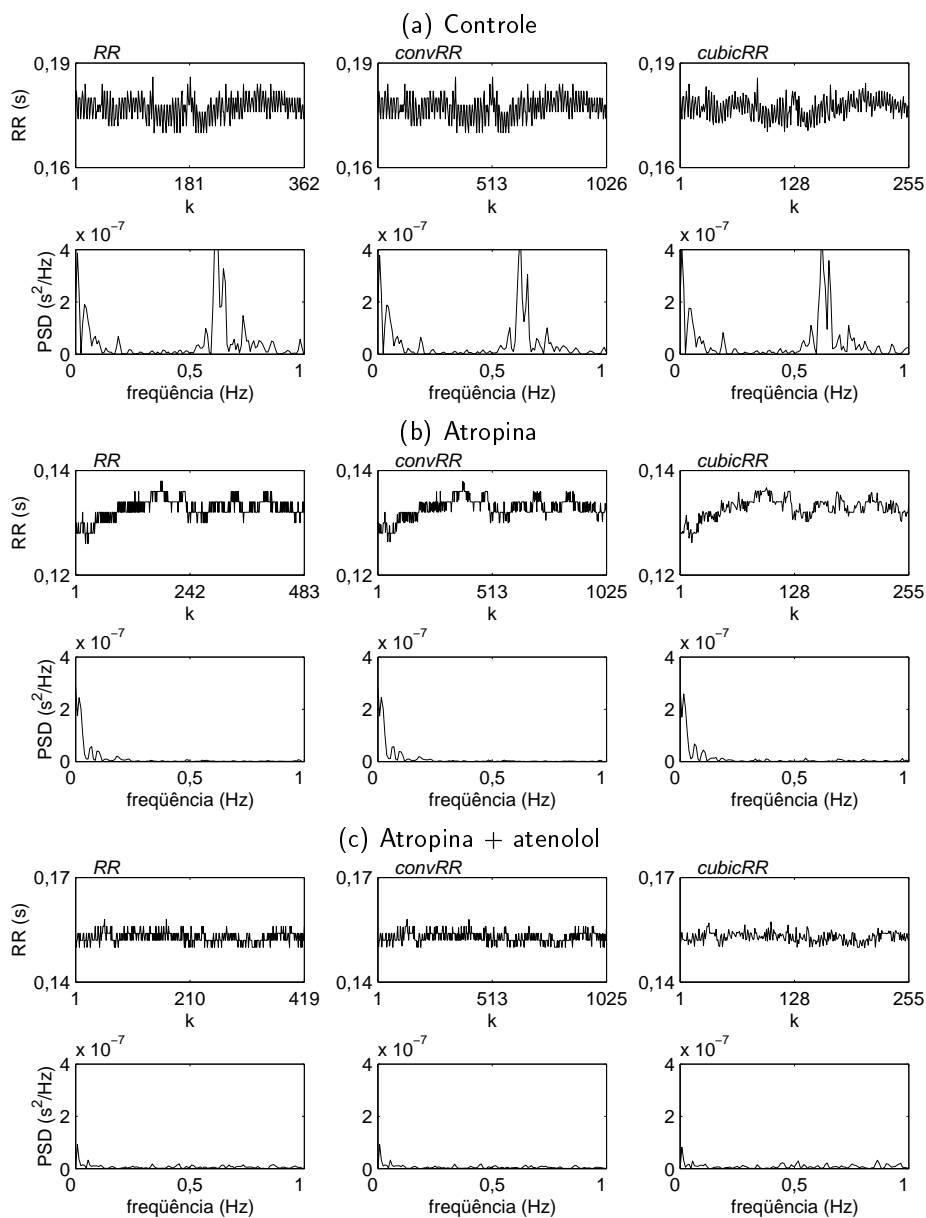 (a) Controle
RR convRR cubicRR
0,19 0,19 0,19
RR (s)
0,16 0,16 0,16
1 181 362 1 513 1026 1 128 255
k k k
x 10⁻⁷ x 10⁻⁷ x 10⁻⁷
4 4 4
PSD (s²/Hz)
2 2 2
0 0 0
0 0,5 1 0 0,5 1 0 0,5 1
freqüência (Hz) freqüência (Hz) freqüência (Hz)
(b) Atropina
RR convRR cubicRR
0,14 0,14 0,14
RR (s)
0,12 0,12 0,12
1 242 483 1 513 1025 1 128 255
k k k
x 10⁻⁷ x 10⁻⁷ x 10⁻⁷
4 4 4
PSD (s²/Hz)
2 2 2
0 0 0
0 0,5 1 0 0,5 1 0 0,5 1
freqüência (Hz) freqüência (Hz) freqüência (Hz)
(c) Atropina + atenolol
RR convRR cubicRR
0,17 0,17 0,17
RR (s)
0,14 0,14 0,14
1 210 419 1 513 1025 1 128 255
k k k
x 10⁻⁷ x 10⁻⁷ x 10⁻⁷
4 4 4
PSD (s²/Hz)
2 2 2
0 0 0
0 0,5 1 0 0,5 1 0 0,5 1
freqüência (Hz) freqüência (Hz) freqüência (Hz)